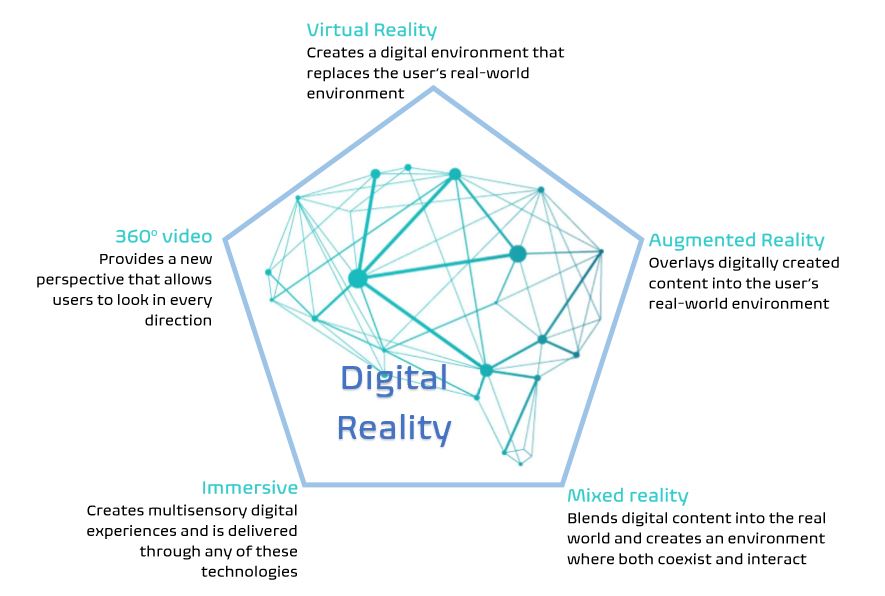 Virtual Reality
Creates a digital environment that
replaces the user's real-world
environment
360º video
Provides a new
perspective that allows
users to look in every
direction
Augmented Reality
Overlays digitally created
content into the user's
real-world environment
Digital
Reality
Immersive
Creates multisensory digital
experiences and is delivered
through any of these
technologies
Mixed reality
Blends digital content into the real
world and creates an environment
where both coexist and interact